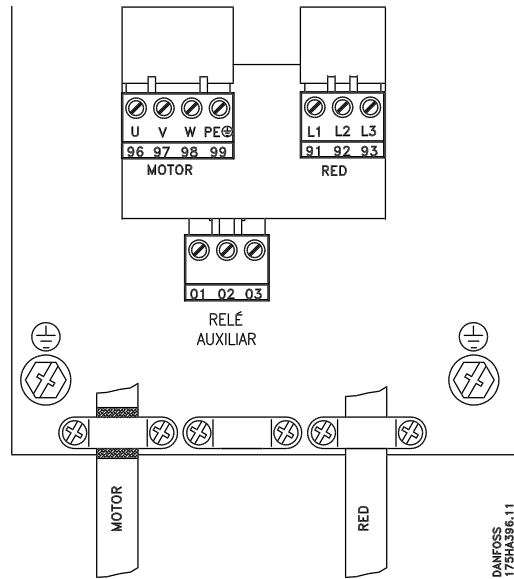 U V W PE
96 97 98 99
MOTOR
L1 L2 L3
91 92 93
RED
01 02 03
RELÉ
AUXILIAR
MOTOR
RED
DANFOSS
175HA396.11